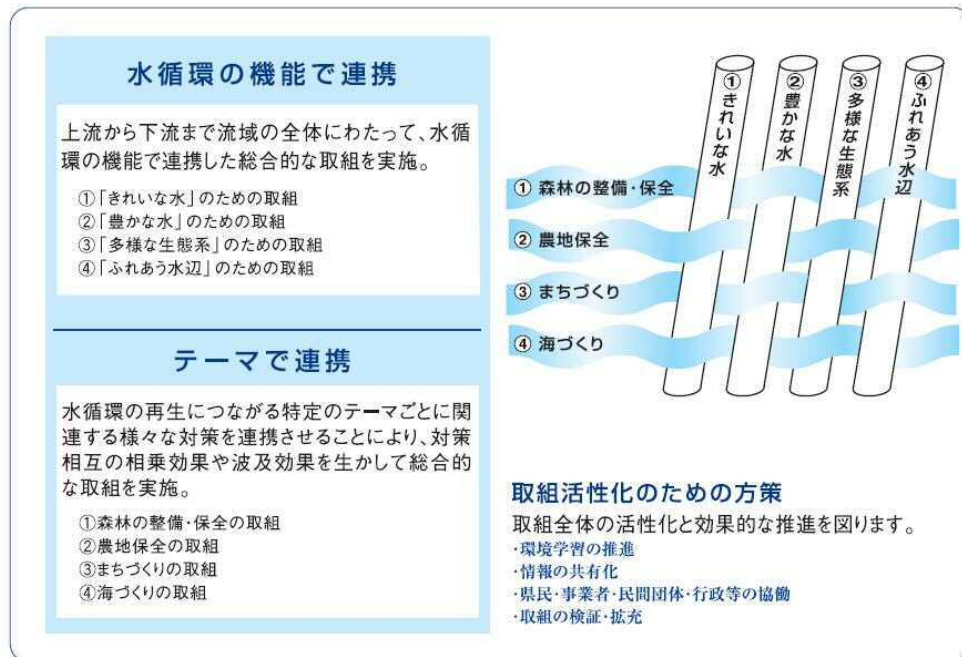 水循環の機能で連携
上流から下流まで流域の全体にわたって、水循
環の機能で連携した総合的な取組を実施。
①「きれいな水」のための取組
②「豊かな水」のための取組
③「多様な生態系」のための取組
④「ふれあう水辺」のための取組
テーマで連携
水循環の再生につながる特定のテーマごとに関
連する様々な対策を連携させることにより、対策
相互の相乗効果や波及効果を生かして総合的
な取組を実施。
①森林の整備・保全の取組
②農地保全の取組
③まちづくりの取組
④海づくりの取組
①きれいな水
②豊かな水
③多様な生態系
④ふれあう水辺
①森林の整備・保全
②農地保全
③まちづくり
④海づくり
取組活性化のための方策
取組全体の活性化と効果的な推進を図ります。
・環境学習の推進
・情報の共有化
・県民・事業者・民間団体・行政等の協働
・取組の検証・拡充